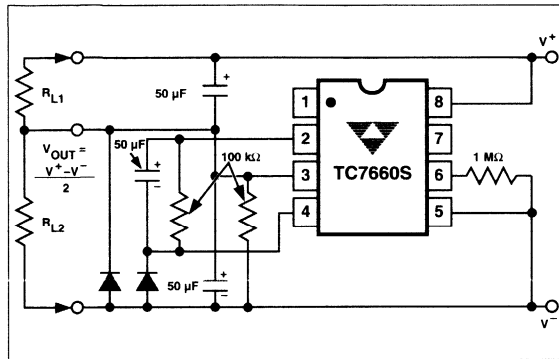 V+
RL1
50 µF
+
1
8
VOUT =
V+–V–
2
50 µF
+
–
100 kΩ
2
7
TC7660S
1 MΩ
3
6
4
5
RL2
50 µF
+
–
V–